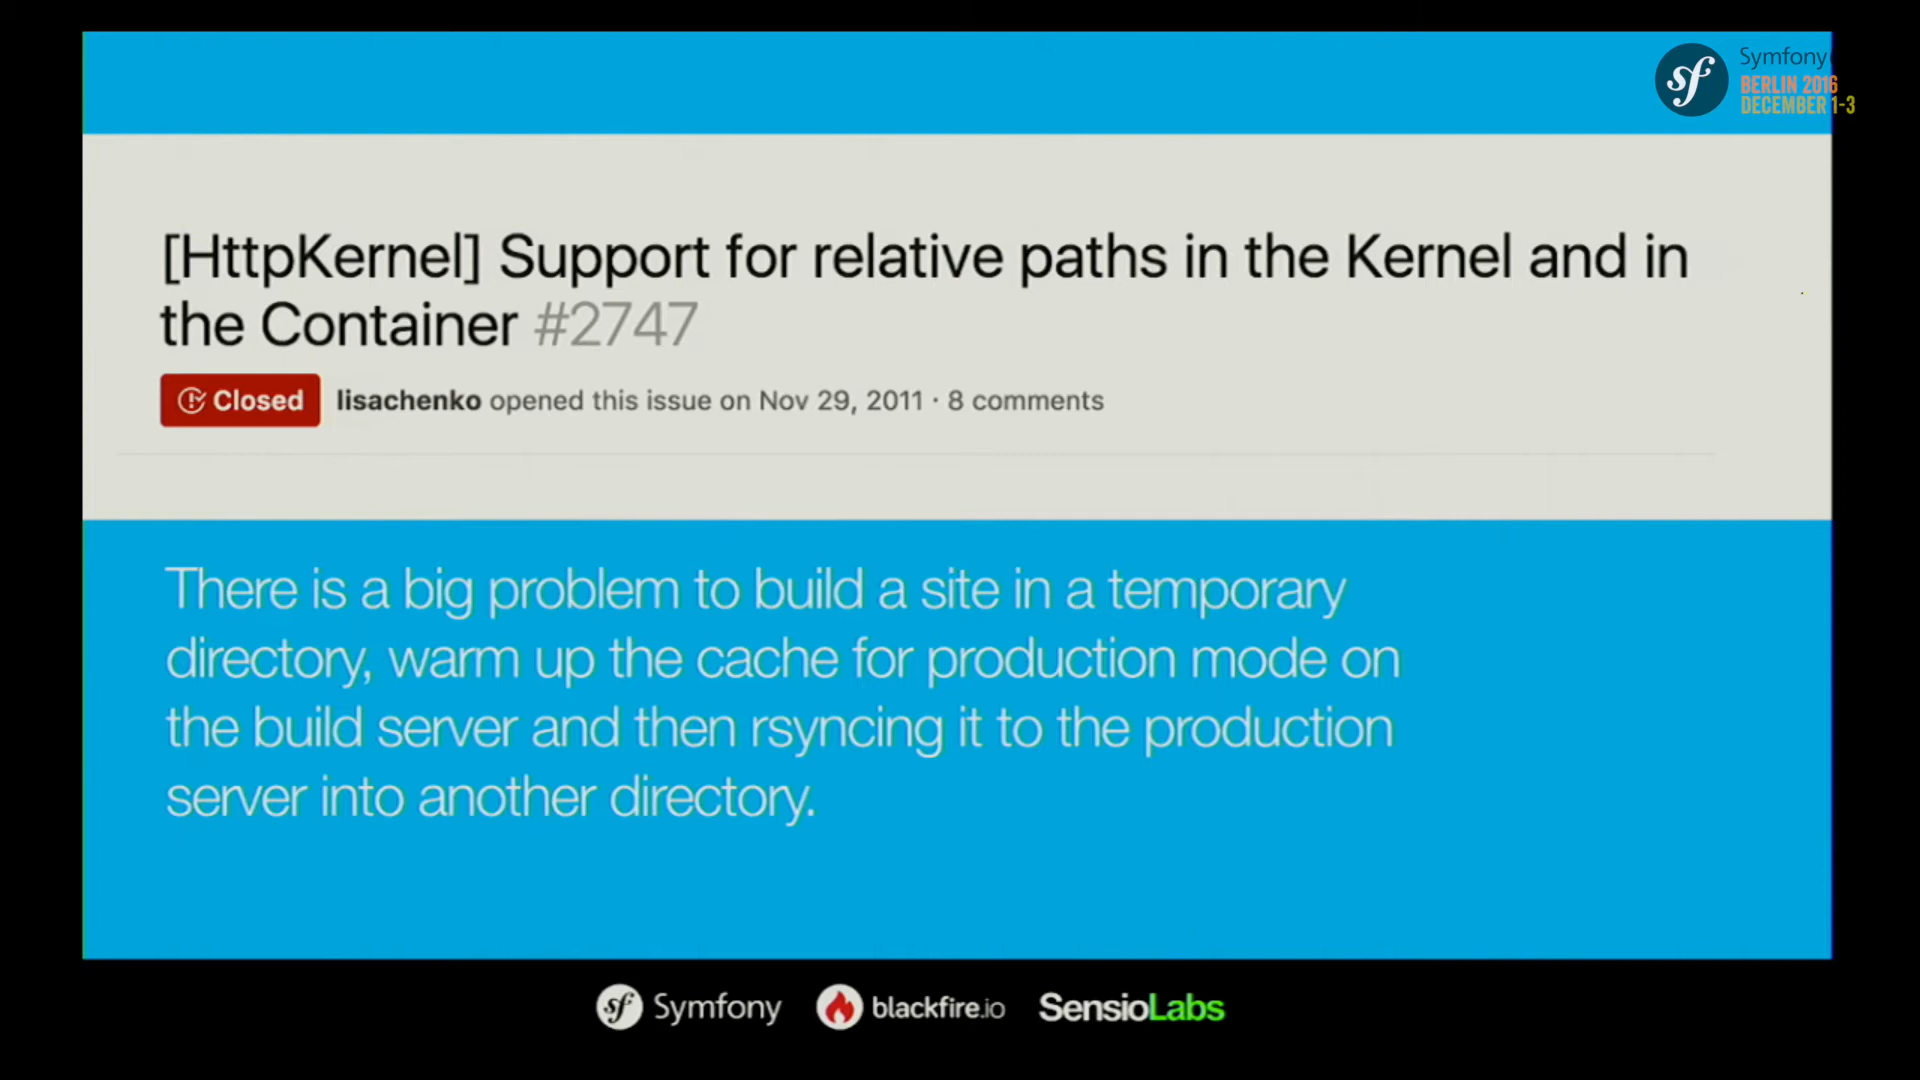 sf Symfony
BERLIN 2016
DECEMBER 1-3
[HttpKernel] Support for relative paths in the Kernel and in
the Container #2747
Closed lisachenko opened this issue on Nov 29, 2011 · 8 comments
There is a big problem to build a site in a temporary
directory, warm up the cache for production mode on
the build server and then rsyncing it to the production
server into another directory.
sf Symfony blackfire.io SensioLabs